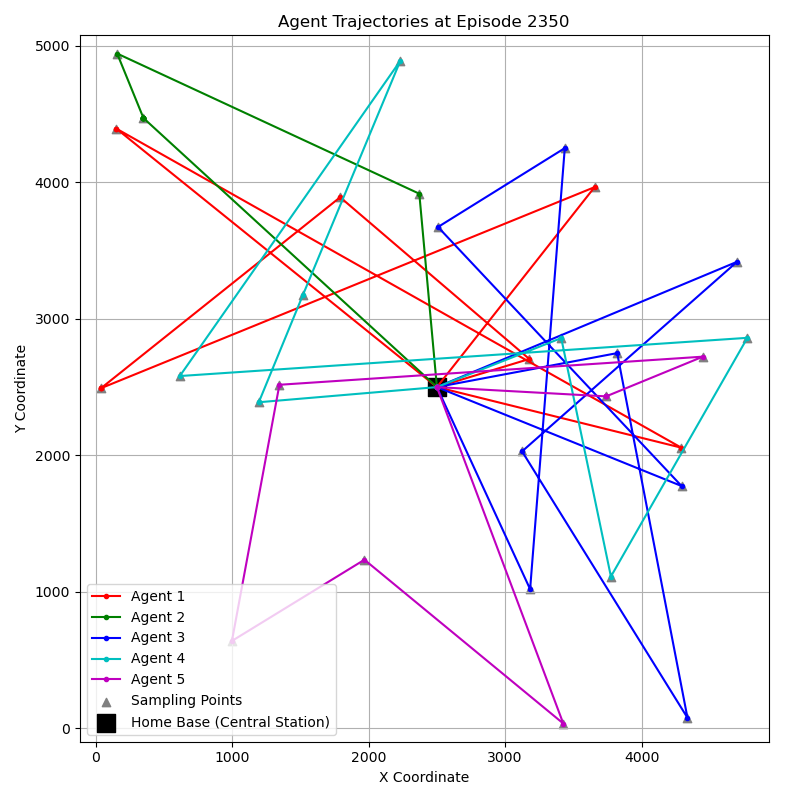 Agent Trajectories at Episode 2350
5000
4000
3000
2000
1000
0
Y Coordinate
Agent 1
Agent 2
Agent 3
Agent 4
Agent 5
Sampling Points
Home Base (Central Station)
0 1000 2000 3000 4000
X Coordinate